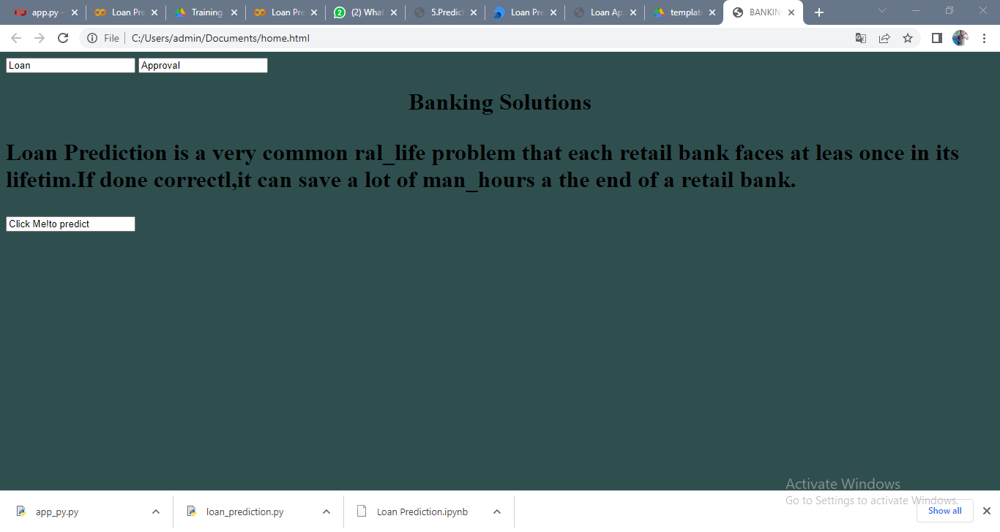 app.py -
Loan Pre
Training
Loan Pre
(2) What
5.Predic
Loan Pre
Loan Ap
templat
BANKIN
File
C:/Users/admin/Documents/home.html
Loan
Approval
Banking Solutions
Loan Prediction is a very common ral_life problem that each retail bank faces at leas once in its
lifetim.If done correctl,it can save a lot of man_hours a the end of a retail bank.
Click Me!to predict
Activate Windows
Go to Settings to activate Windows.
app_py.py
loan_prediction.py
Loan Prediction.ipynb
Show all